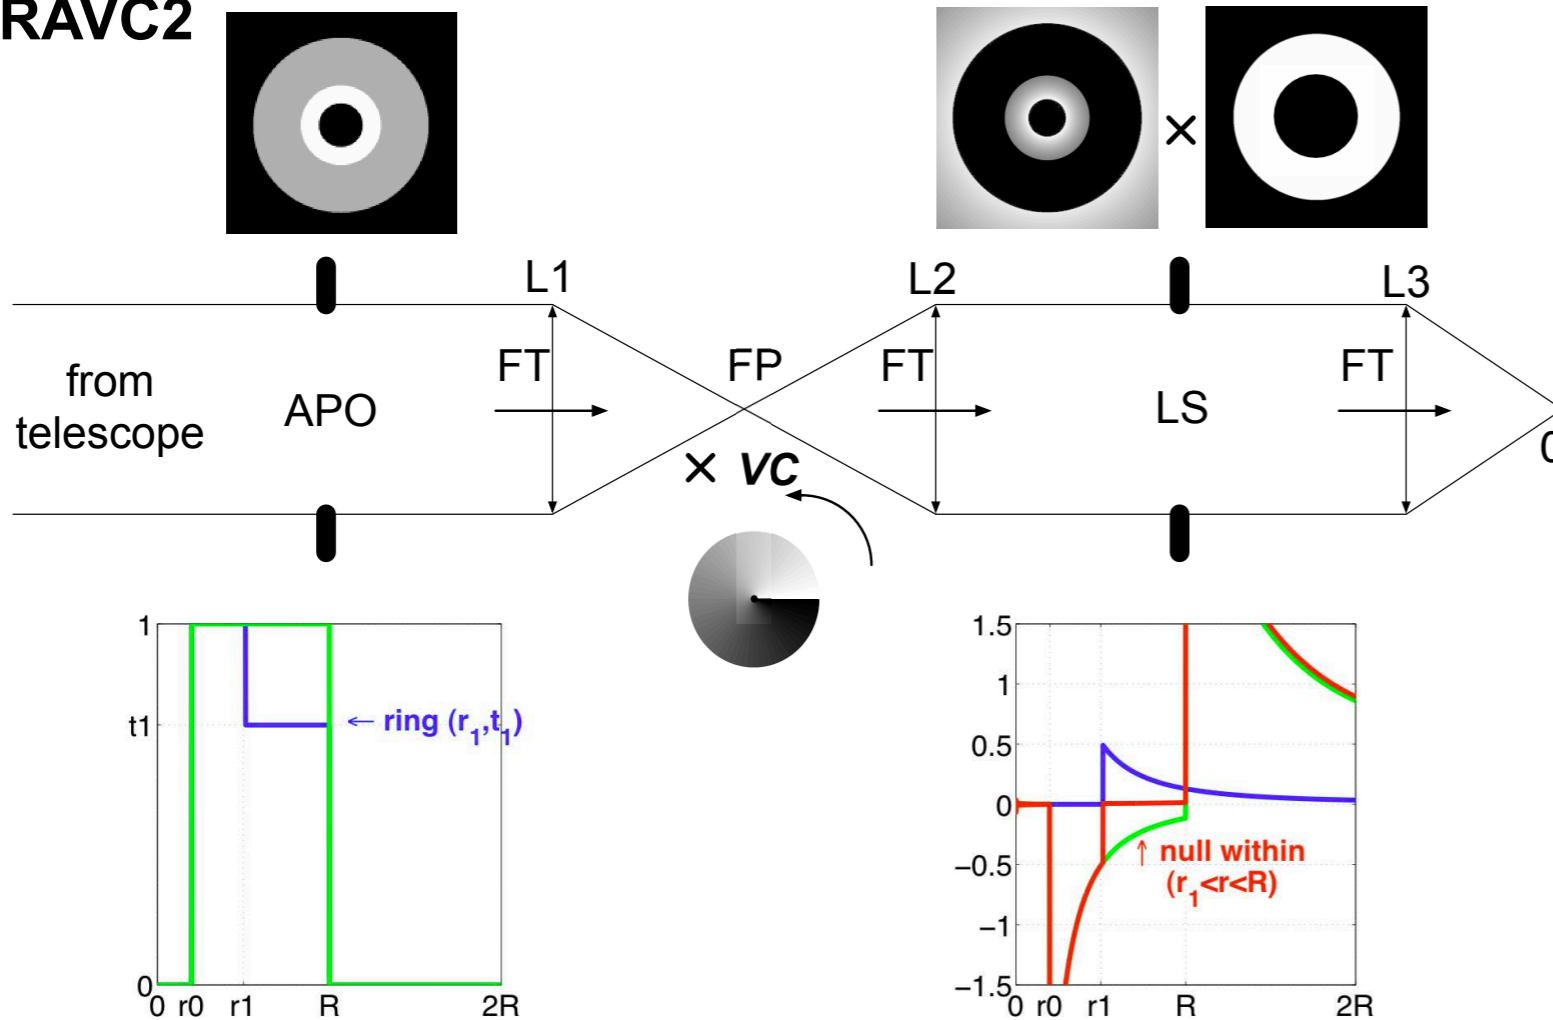 RAVC2
×
L1
L2
L3
FT
FP
FT
FT
from
telescope
APO
LS
0
× VC
1
t1
0
← ring (r1,t1)
0 r0 r1 R 2R
1.5
1
0.5
0
−0.5
−1
−1.5
↑ null within
(r1<r<R)
0 r0 r1 R 2R